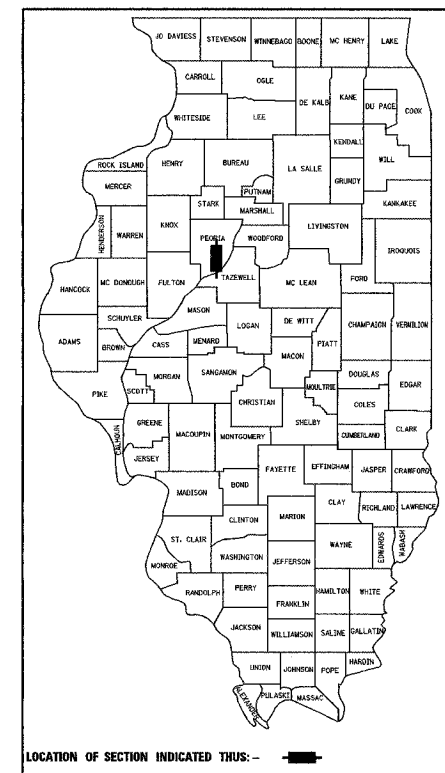 JO DAVIESS STEVENSON WINNEBAGO BOONE MC HENRY LAKE
CARROLL OGLE
DE KALB KANE COOK
DU PAGE
WHITESIDE LEE
KENDALL WILL
ROCK ISLAND HENRY BUREAU LA SALLE
GRUNDY
MERCER PUTNAM
STARK KANKAKEE
MARSHALL
HENDERSON WARREN KNOX LIVINGSTON
PEORIA WOODFORD IROQUOIS
HANCOCK MC DONOUGH FULTON TAZEWELL MC LEAN FORD
MASON
SCHUYLER LOGAN DE WITT CHAMPAIGN VERMILION
ADAMS BROWN CASS MENARD PIATT
MACON
MORGAN SANGAMON DOUGLAS EDGAR
PIKE SCOTT MOULTRIE
CHRISTIAN COLES
GREENE SHELBY
CALHOUN MACOUPIN MONTGOMERY CUMBERLAND CLARK
JERSEY
FAYETTE EFFINGHAM JASPER CRAWFORD
MADISON BOND
CLAY
CLINTON MARION RICHLAND LAWRENCE
ST. CLAIR WAYNE EDWARDS WABASH
WASHINGTON JEFFERSON
MONROE
RANDOLPH PERRY HAMILTON WHITE
FRANKLIN
JACKSON SALINE GALLATIN
WILLIAMSON
UNION JOHNSON POPE HARDIN
ALEXANDER PULASKI MASSAC
LOCATION OF SECTION INDICATED THUS: -